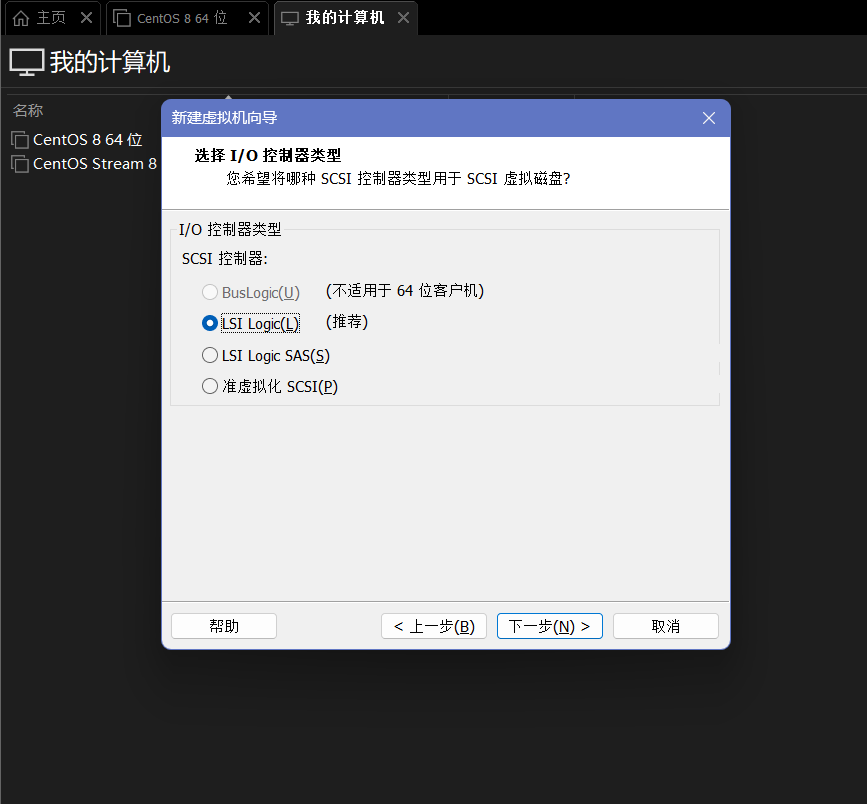 主页
CentOS 8 64 位
我的计算机
我的计算机
名称
CentOS 8 64 位
CentOS Stream 8
新建虚拟机向导
选择 I/O 控制器类型
您希望将哪种 SCSI 控制器类型用于 SCSI 虚拟磁盘?
I/O 控制器类型
SCSI 控制器:
BusLogic(U) (不适用于 64 位客户机)
LSI Logic(L) (推荐)
LSI Logic SAS(S)
准虚拟化 SCSI(P)
帮助
< 上一步(B)
下一步(N) >
取消